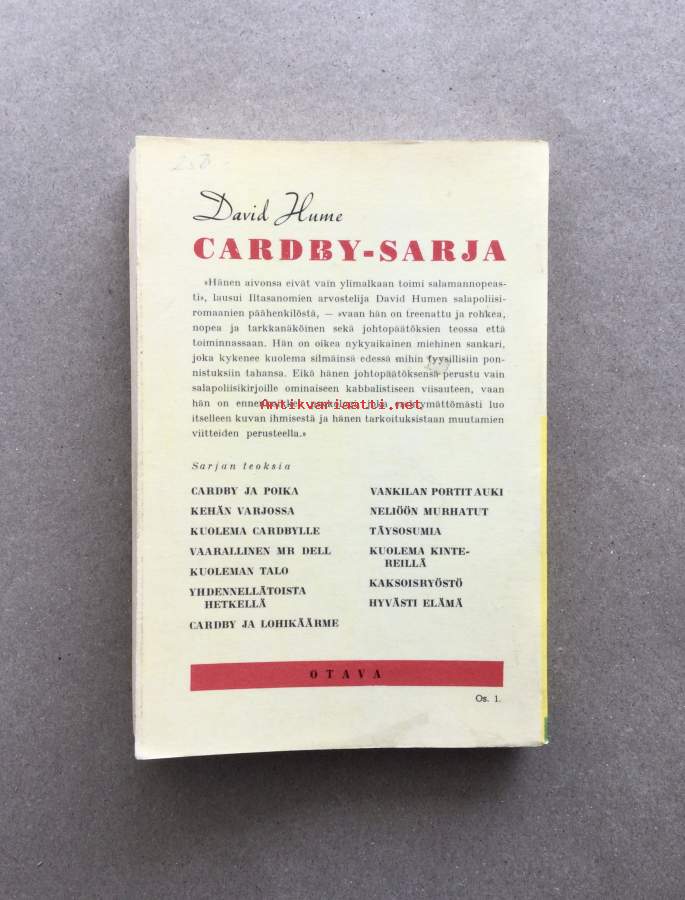 David Hume
CARDBY-SARJA
»Hänen aivonsa eivät vain ylimalkaan toimi salamannopeas-
ti», lausui Iltasanomien arvostelija David Humen salapoliisi-
romaanien päähenkilöstä, — »vaan hän on treenattu ja rohkea,
nopea ja tarkkanäköinen sekä johtopäätöksien teossa että
toiminnassaan. Hän on oikea nykyaikainen miehinen sankari,
joka kykenee kuolema silmäinsä edessä mihin fyysillisiin pon-
nistuksiin tahansa. Eikä hänen johtopäätöksensä perustu vain
salapoliisikirjoille ominaiseen kabbalistiseen viisauteen, vaan
hän on
Antikvariaatti.net
luo
itselleen kuvan ihmisestä ja hänen tarkoituksistaan muutamien
viitteiden perusteella.»
Sarjan teoksia
CARDBY JA POIKA
KEHÄN VARJOSSA
KUOLEMA CARDBYLLE
VAARALLINEN MR DELL
KUOLEMAN TALO
YHDENNELLÄTOISTA
HETKELLÄ
CARDBY JA LOHIKÄÄRME
VANKILAN PORTIT AUKI
NELIÖÖN MURHATUT
TÄYSOSUMIA
KUOLEMA KINTE-
REILLÄ
KAKSOISRYÖSTÖ
HYVÄSTI ELÄMÄ
OTAVA
Os. 1.